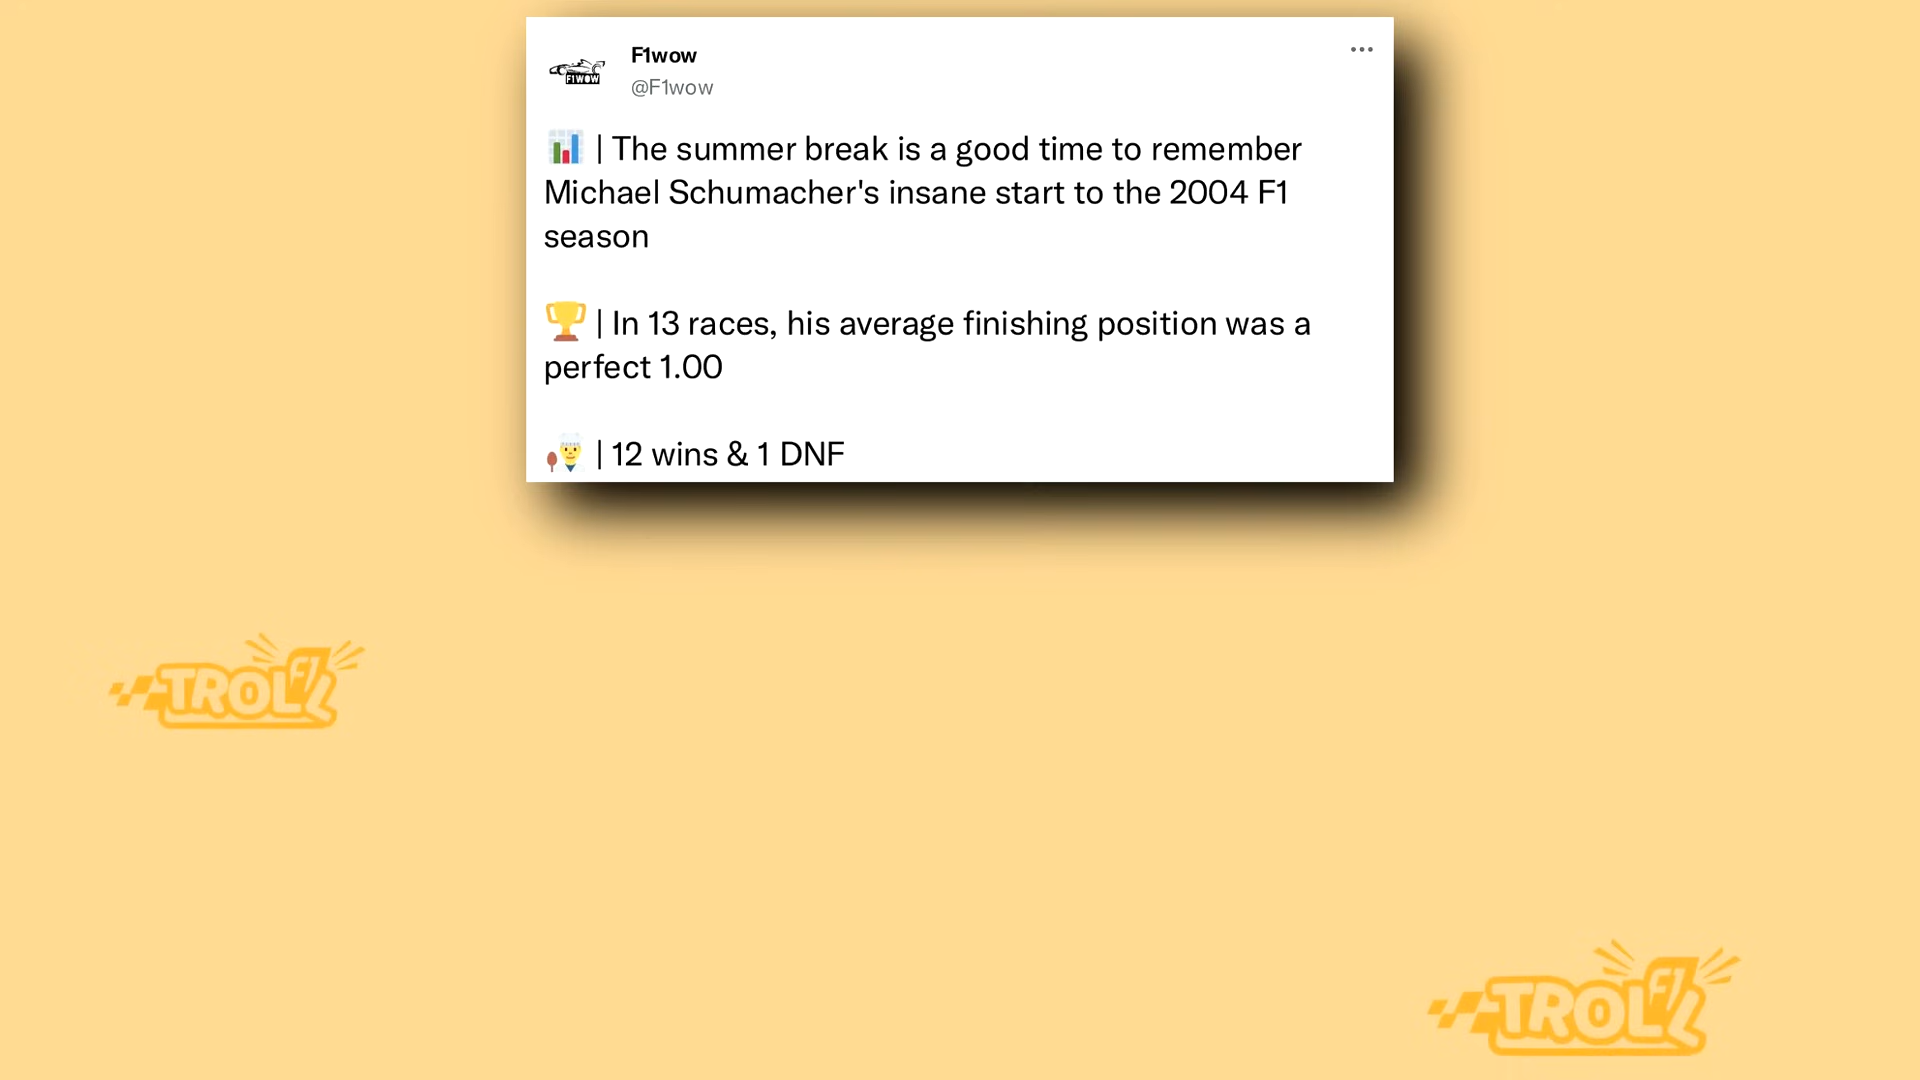 F1wow
@F1wow
F1WOW
| The summer break is a good time to remember
Michael Schumacher's insane start to the 2004 F1
season
| In 13 races, his average finishing position was a
perfect 1.00
| 12 wins & 1 DNF
TROLL F1
TROLL F1